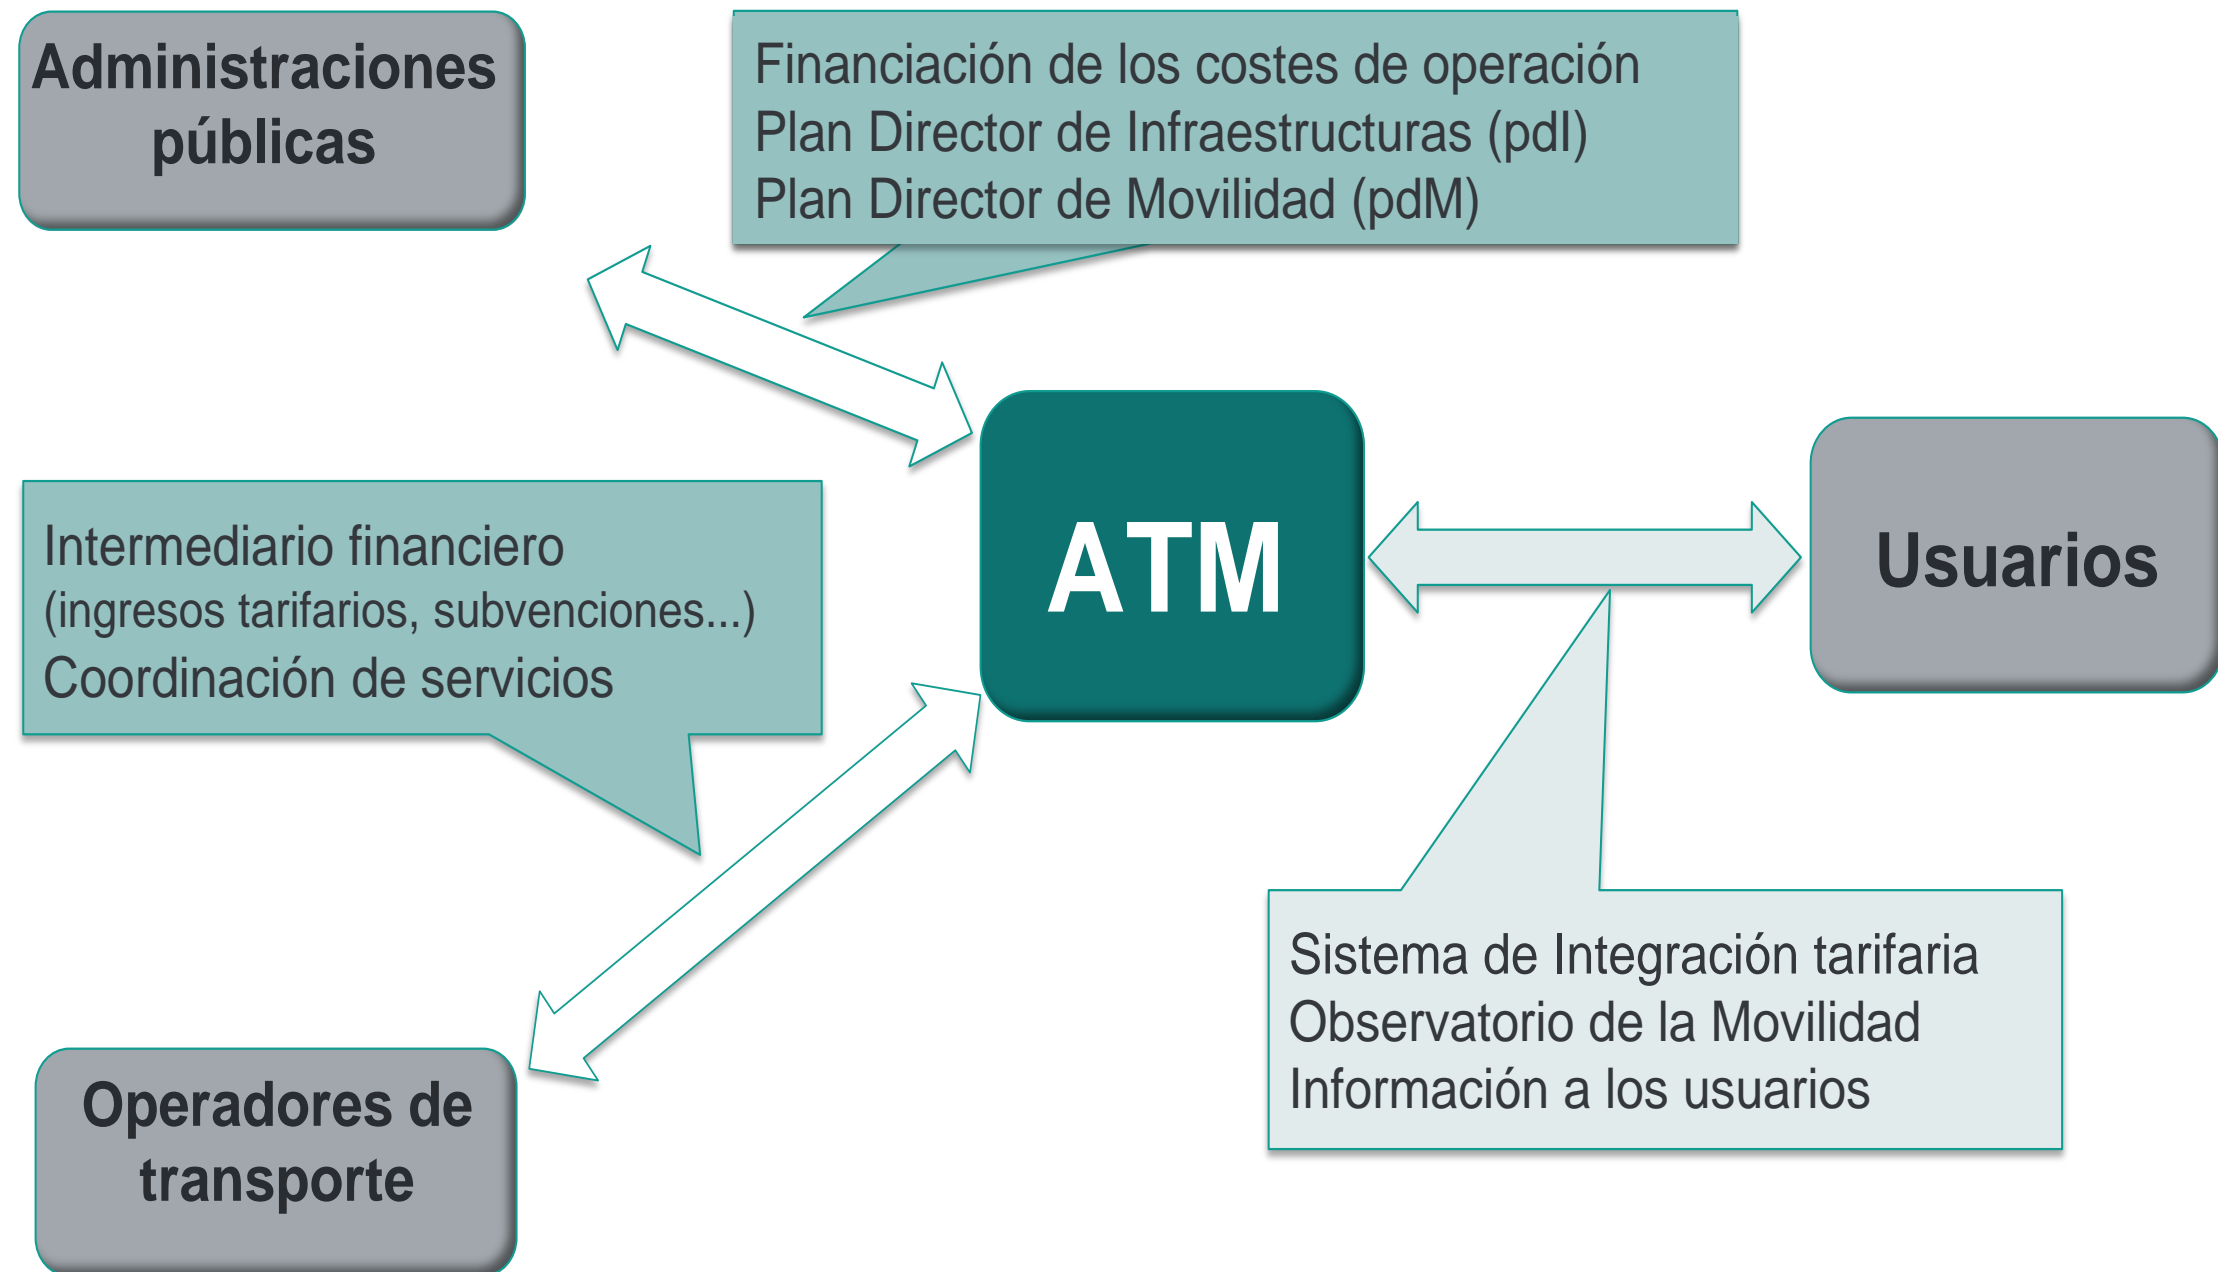 Administraciones
públicas
Financiación de los costes de operación
Plan Director de Infraestructuras (pdI)
Plan Director de Movilidad (pdM)
Intermediario financiero
(ingresos tarifarios, subvenciones...)
Coordinación de servicios
ATM
Usuarios
Sistema de Integración tarifaria
Observatorio de la Movilidad
Información a los usuarios
Operadores de
transporte